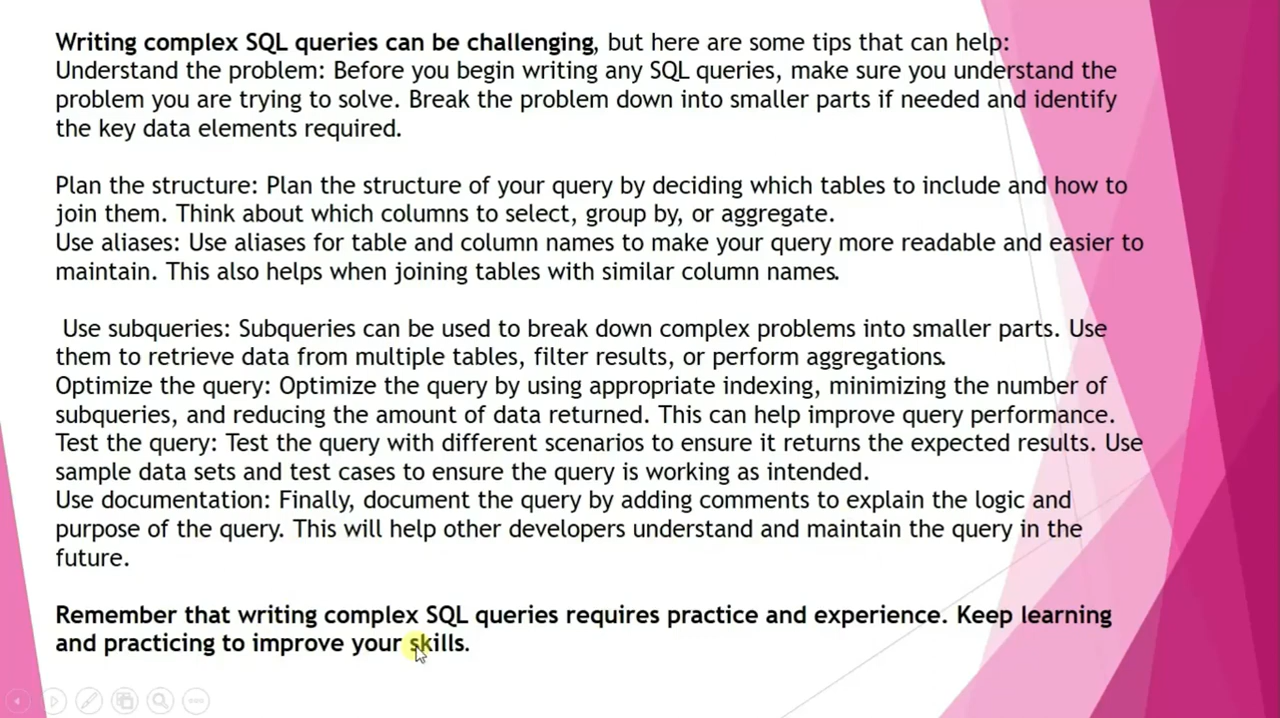 Writing complex SQL queries can be challenging, but here are some tips that can help:
Understand the problem: Before you begin writing any SQL queries, make sure you understand the
problem you are trying to solve. Break the problem down into smaller parts if needed and identify
the key data elements required.
Plan the structure: Plan the structure of your query by deciding which tables to include and how to
join them. Think about which columns to select, group by, or aggregate.
Use aliases: Use aliases for table and column names to make your query more readable and easier to
maintain. This also helps when joining tables with similar column names.
Use subqueries: Subqueries can be used to break down complex problems into smaller parts. Use
them to retrieve data from multiple tables, filter results, or perform aggregations.
Optimize the query: Optimize the query by using appropriate indexing, minimizing the number of
subqueries, and reducing the amount of data returned. This can help improve query performance.
Test the query: Test the query with different scenarios to ensure it returns the expected results. Use
sample data sets and test cases to ensure the query is working as intended.
Use documentation: Finally, document the query by adding comments to explain the logic and
purpose of the query. This will help other developers understand and maintain the query in the
future.
Remember that writing complex SQL queries requires practice and experience. Keep learning
and practicing to improve your skills.